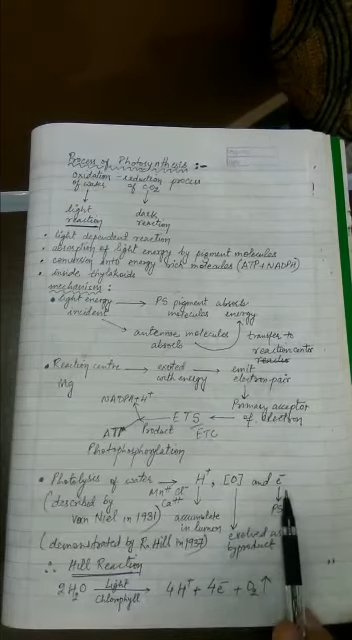 Process of Photosynthesis :-
oxidation - reduction process
of water of CO2
light dark
reaction reaction
• light dependent reaction
• absorption of light energy by pigment molecules
• conversion into energy rich molecules (ATP+NADPH)
• inside thylakoids
mechanism :
• light energy → PS pigment absorb
incident molecules energy
antennae molecules transfer to
absorb reaction centre
• Reaction centre → excited → emit
Mg with energy electron pair
NADPH+H+ Primary acceptor
ETS ← of electron
ATP Product ETC
Photophosphorylation
• Photolysis of water → H+, [O] and e-
Mn++ Cl-
(described by Ca++ PS
Van Niel in 1931) accumulate
in lumen evolved as
(demonstrated by R. Hill in 1937) byproduct
∴ Hill Reaction
2H2O Light → 4H+ + 4e- + O2 ↑
Chlorophyll